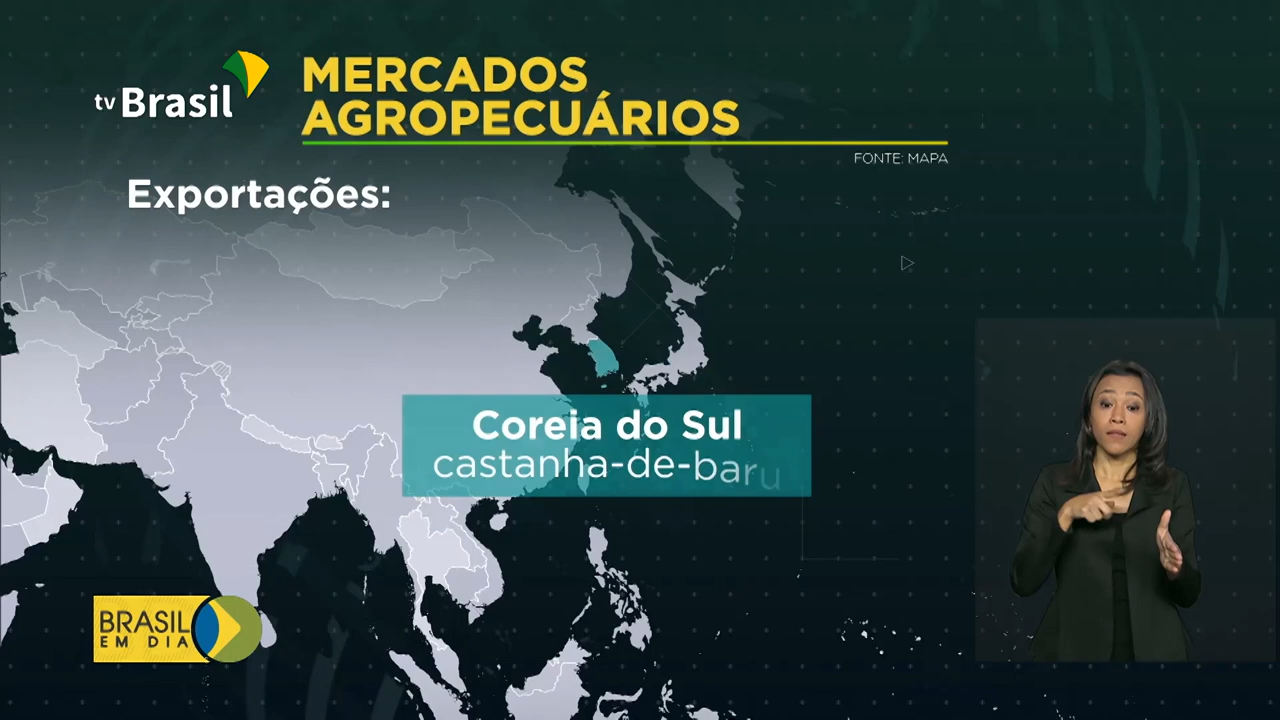 tv Brasil
MERCADOS
AGROPECUÁRIOS
FONTE: MAPA
Exportações:
Coreia do Sul
castanha-de-baru
BRASIL
EM DIA